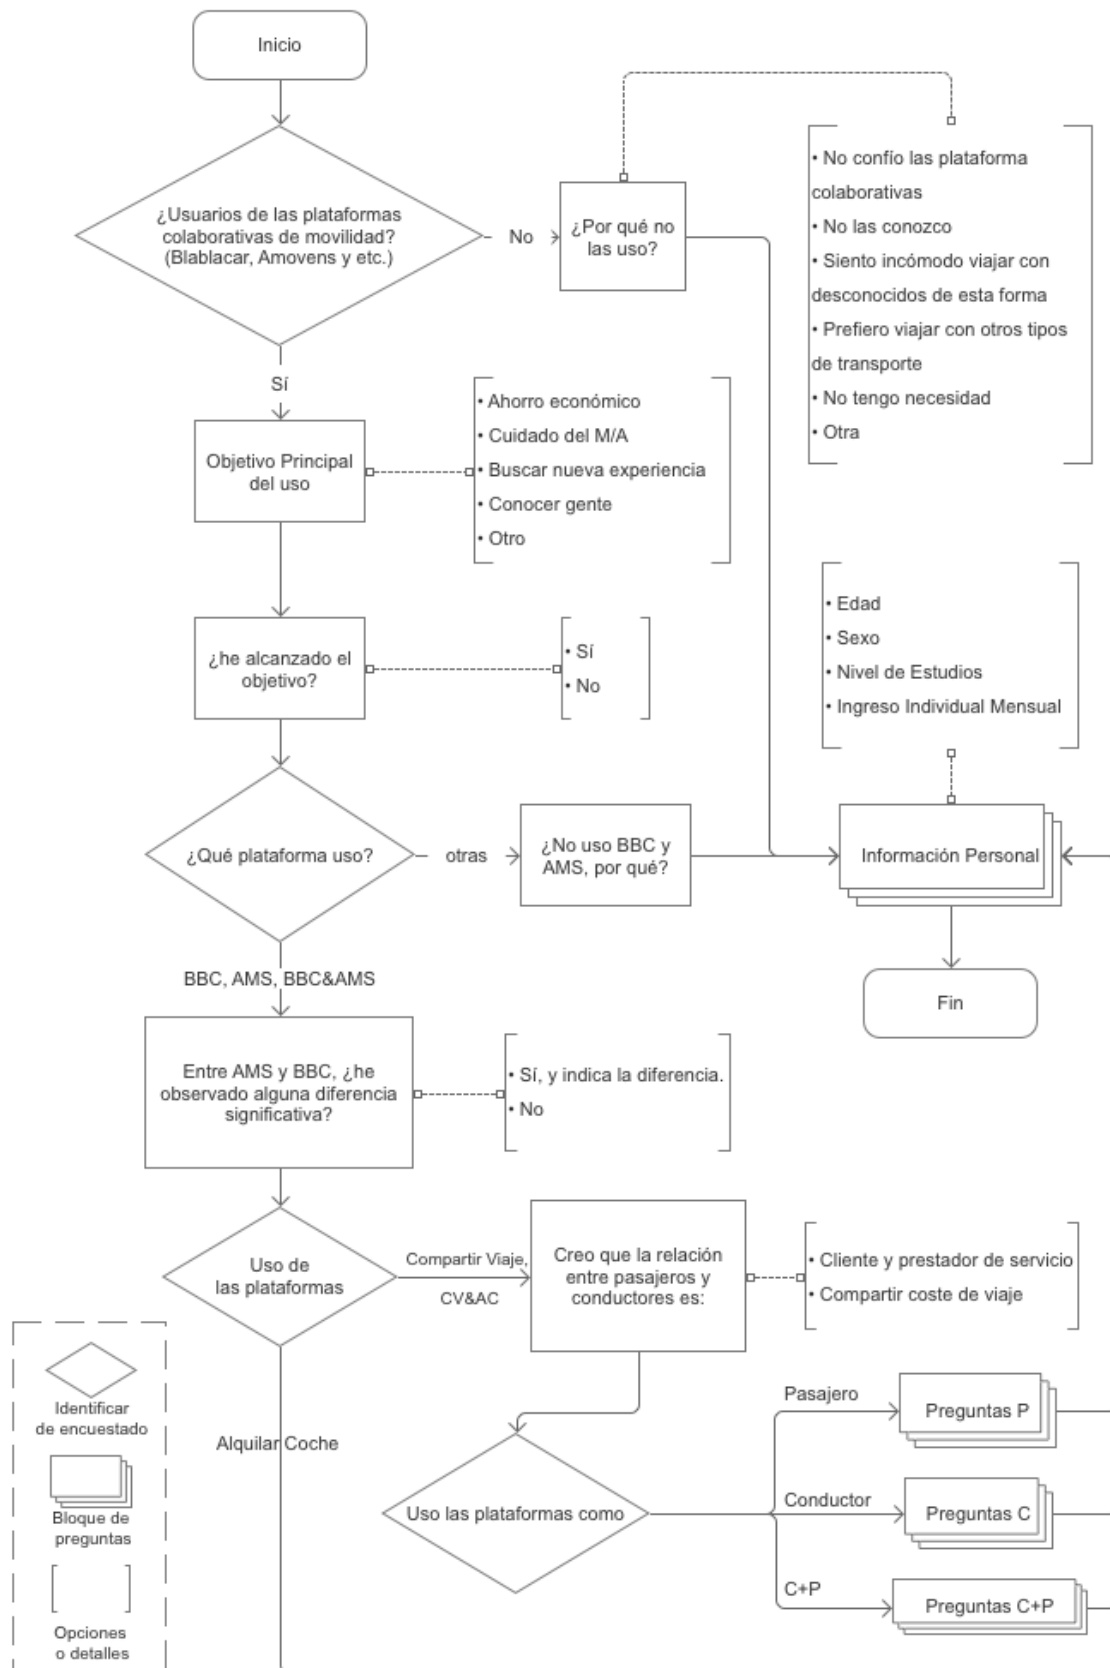 Inicio
¿Usuarios de las plataformas
colaborativas de movilidad?
(Blablacar, Amovens y etc.)
No
¿Por qué no
las uso?
• No confío las plataforma
colaborativas
• No las conozco
• Siento incómodo viajar con
desconocidos de esta forma
• Prefiero viajar con otros tipos
de transporte
• No tengo necesidad
• Otra
Sí
Objetivo Principal
del uso
• Ahorro económico
• Cuidado del M/A
• Buscar nueva experiencia
• Conocer gente
• Otro
¿he alcanzado el
objetivo?
• Sí
• No
• Edad
• Sexo
• Nivel de Estudios
• Ingreso Individual Mensual
¿Qué plataforma uso?
otras
¿No uso BBC y
AMS, por qué?
Información Personal
Fin
BBC, AMS, BBC&AMS
Entre AMS y BBC, ¿he
observado alguna diferencia
significativa?
• Sí, y indica la diferencia.
• No
Uso de
las plataformas
Compartir Viaje,
CV&AC
Creo que la relación
entre pasajeros y
conductores es:
• Cliente y prestador de servicio
• Compartir coste de viaje
Alquilar Coche
Uso las plataformas como
Pasajero
Preguntas P
Conductor
Preguntas C
C+P
Preguntas C+P
Identificar
de encuestado
Bloque de
preguntas
Opciones
o detalles